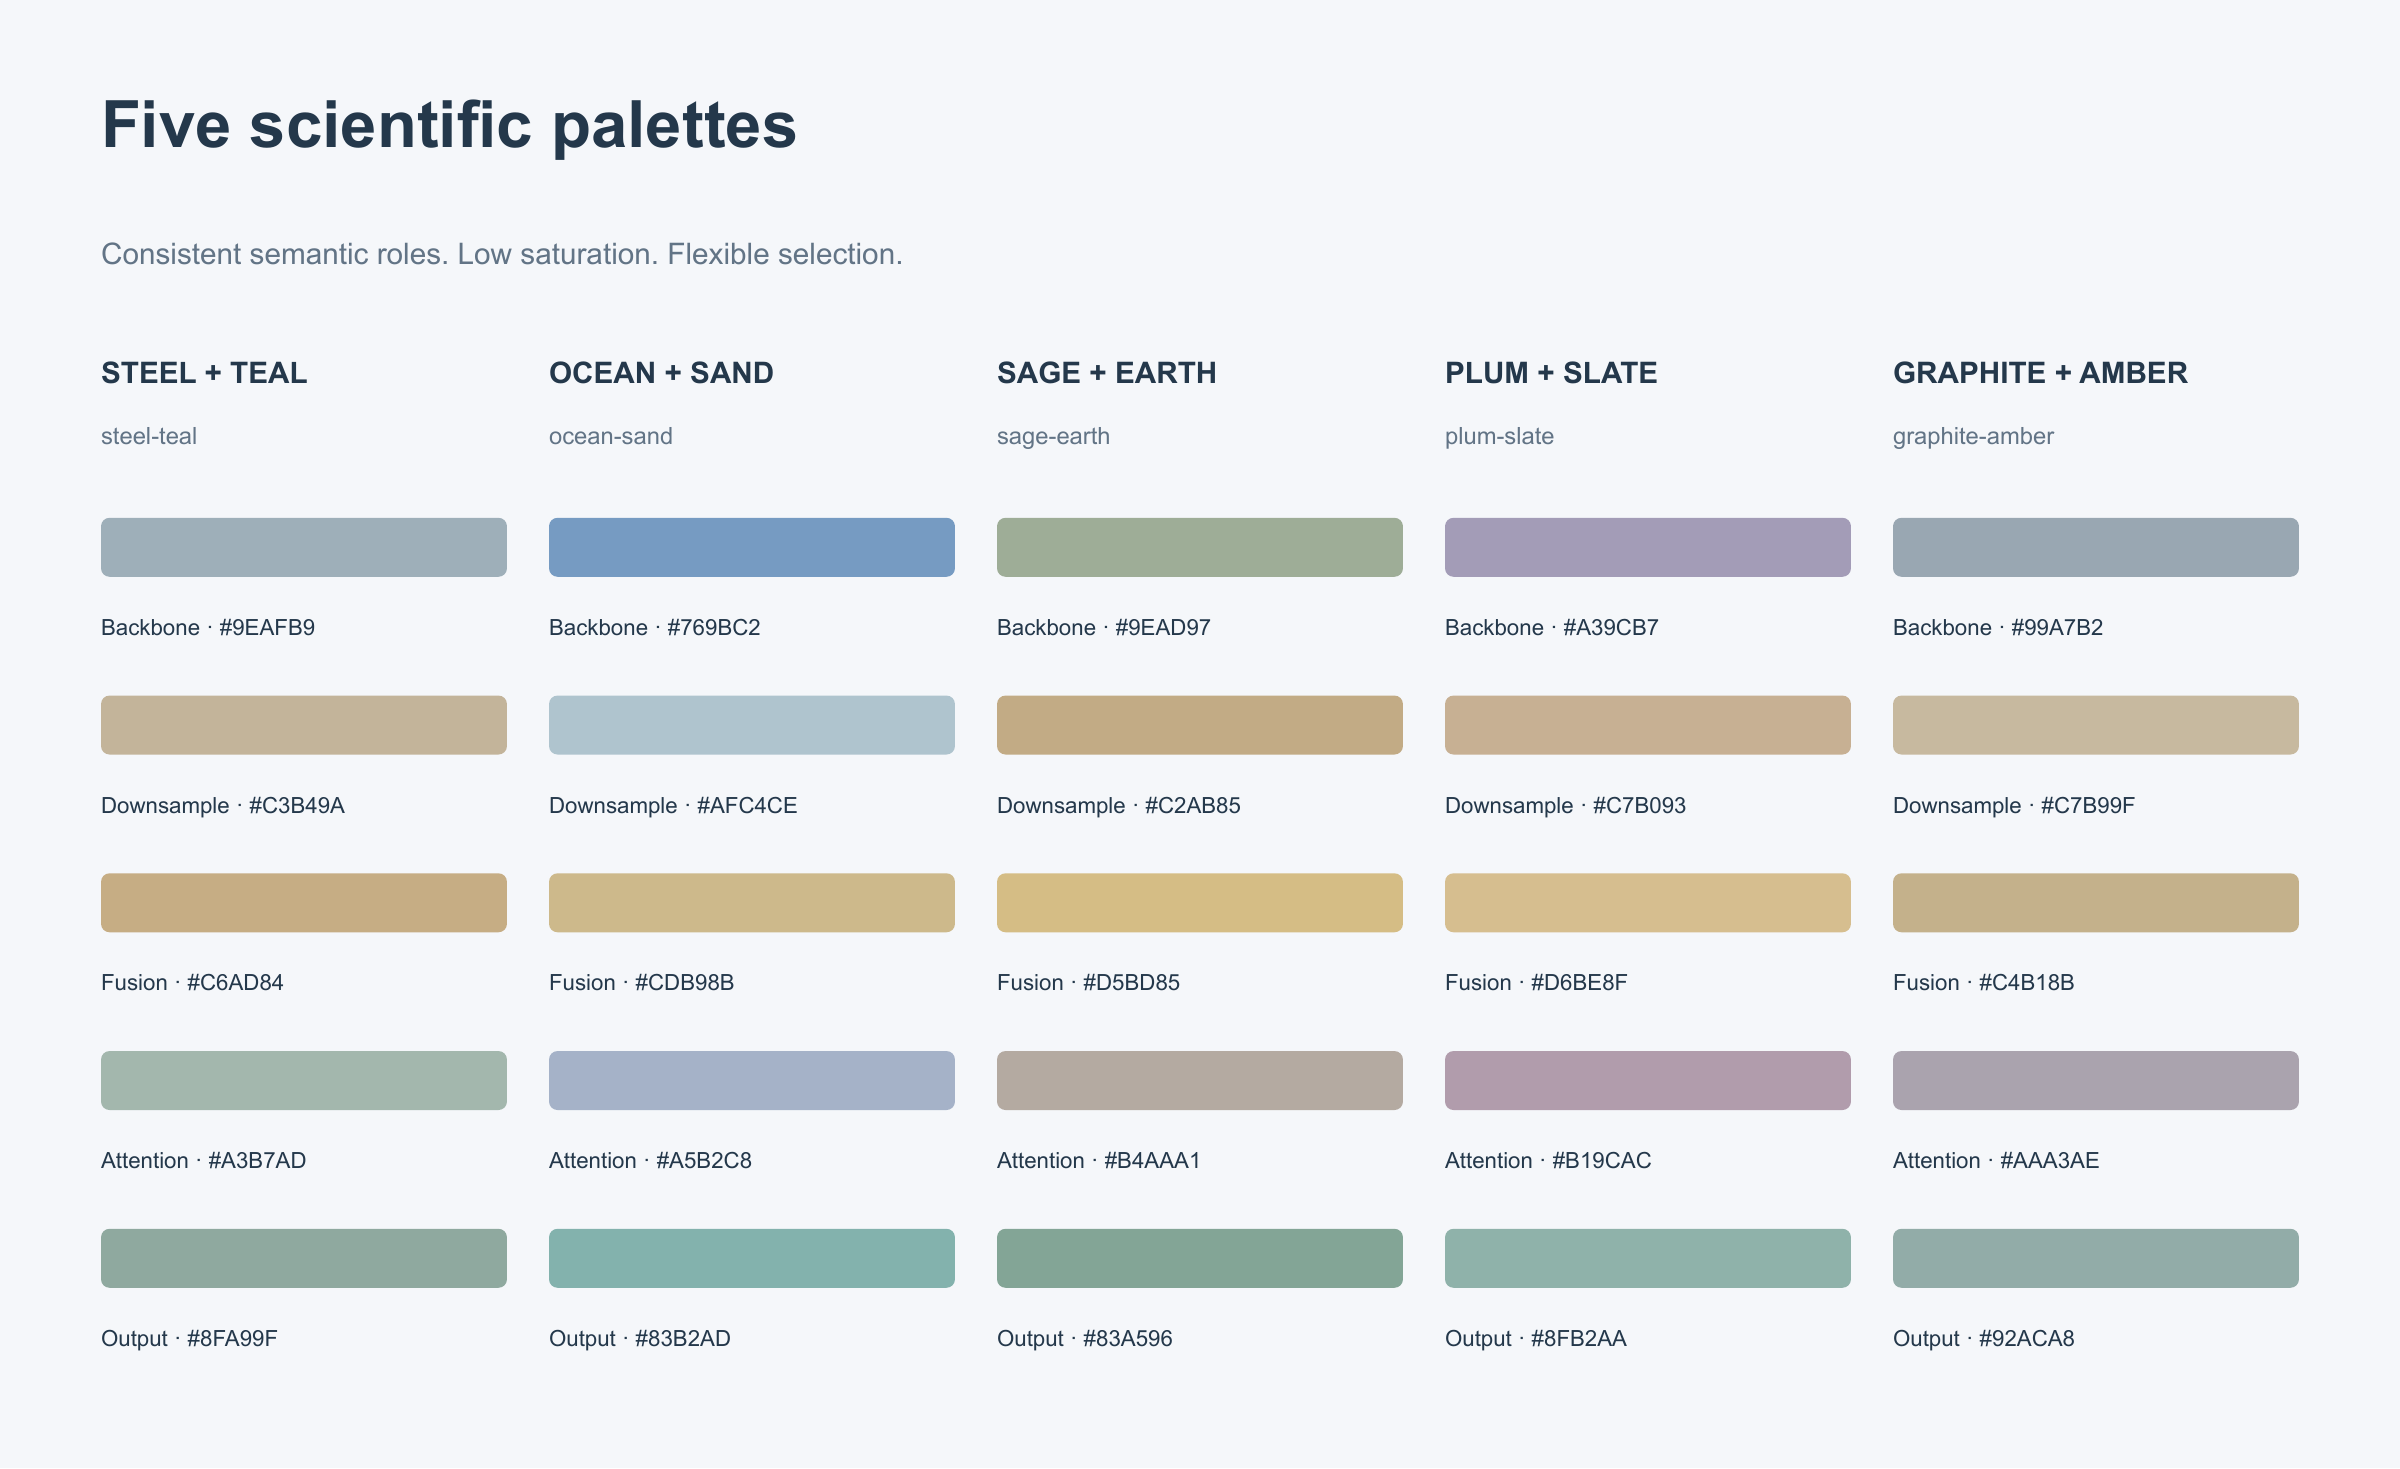 Five scientific palettes
Consistent semantic roles. Low saturation. Flexible selection.
STEEL + TEAL
steel-teal
Backbone · #9EAFB9
Downsample · #C3B49A
Fusion · #C6AD84
Attention · #A3B7AD
Output · #8FA99F
OCEAN + SAND
ocean-sand
Backbone · #769BC2
Downsample · #AFC4CE
Fusion · #CDB98B
Attention · #A5B2C8
Output · #83B2AD
SAGE + EARTH
sage-earth
Backbone · #9EAD97
Downsample · #C2AB85
Fusion · #D5BD85
Attention · #B4AAA1
Output · #83A596
PLUM + SLATE
plum-slate
Backbone · #A39CB7
Downsample · #C7B093
Fusion · #D6BE8F
Attention · #B19CAC
Output · #8FB2AA
GRAPHITE + AMBER
graphite-amber
Backbone · #99A7B2
Downsample · #C7B99F
Fusion · #C4B18B
Attention · #AAA3AE
Output · #92ACA8